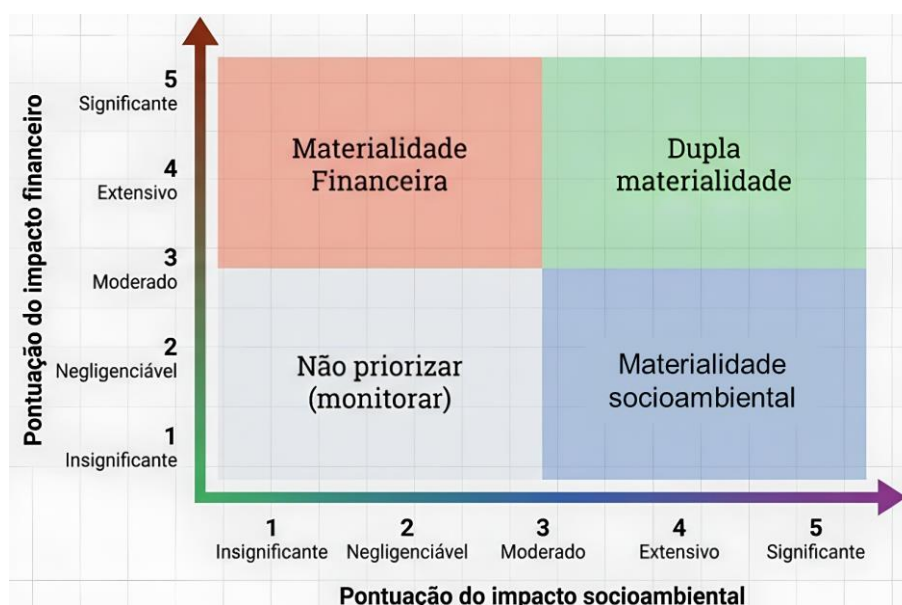 Pontuação do impacto financeiro
5
Significante
4
Extensivo
3
Moderado
2
Negligenciável
1
Insignificante
Materialidade
Financeira
Dupla
materialidade
Não priorizar
(monitorar)
Materialidade
socioambiental
1
Insignificante
2
Negligenciável
3
Moderado
4
Extensivo
5
Significante
Pontuação do impacto socioambiental